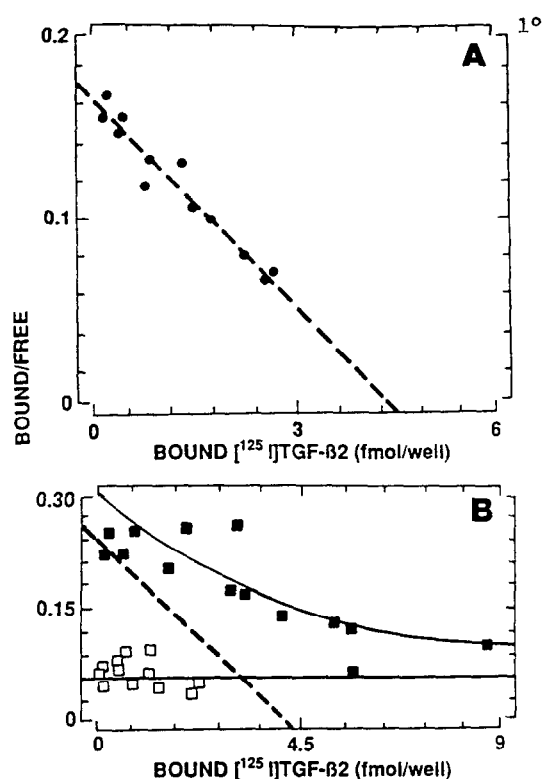 0.2
1°
A
0.1
0
0
3
6
BOUND/FREE
BOUND [125 I]TGF-ß2 (fmol/well)
0.30
B
0.15
0
0
4.5
9
BOUND [125 I]TGF-ß2 (fmol/well)